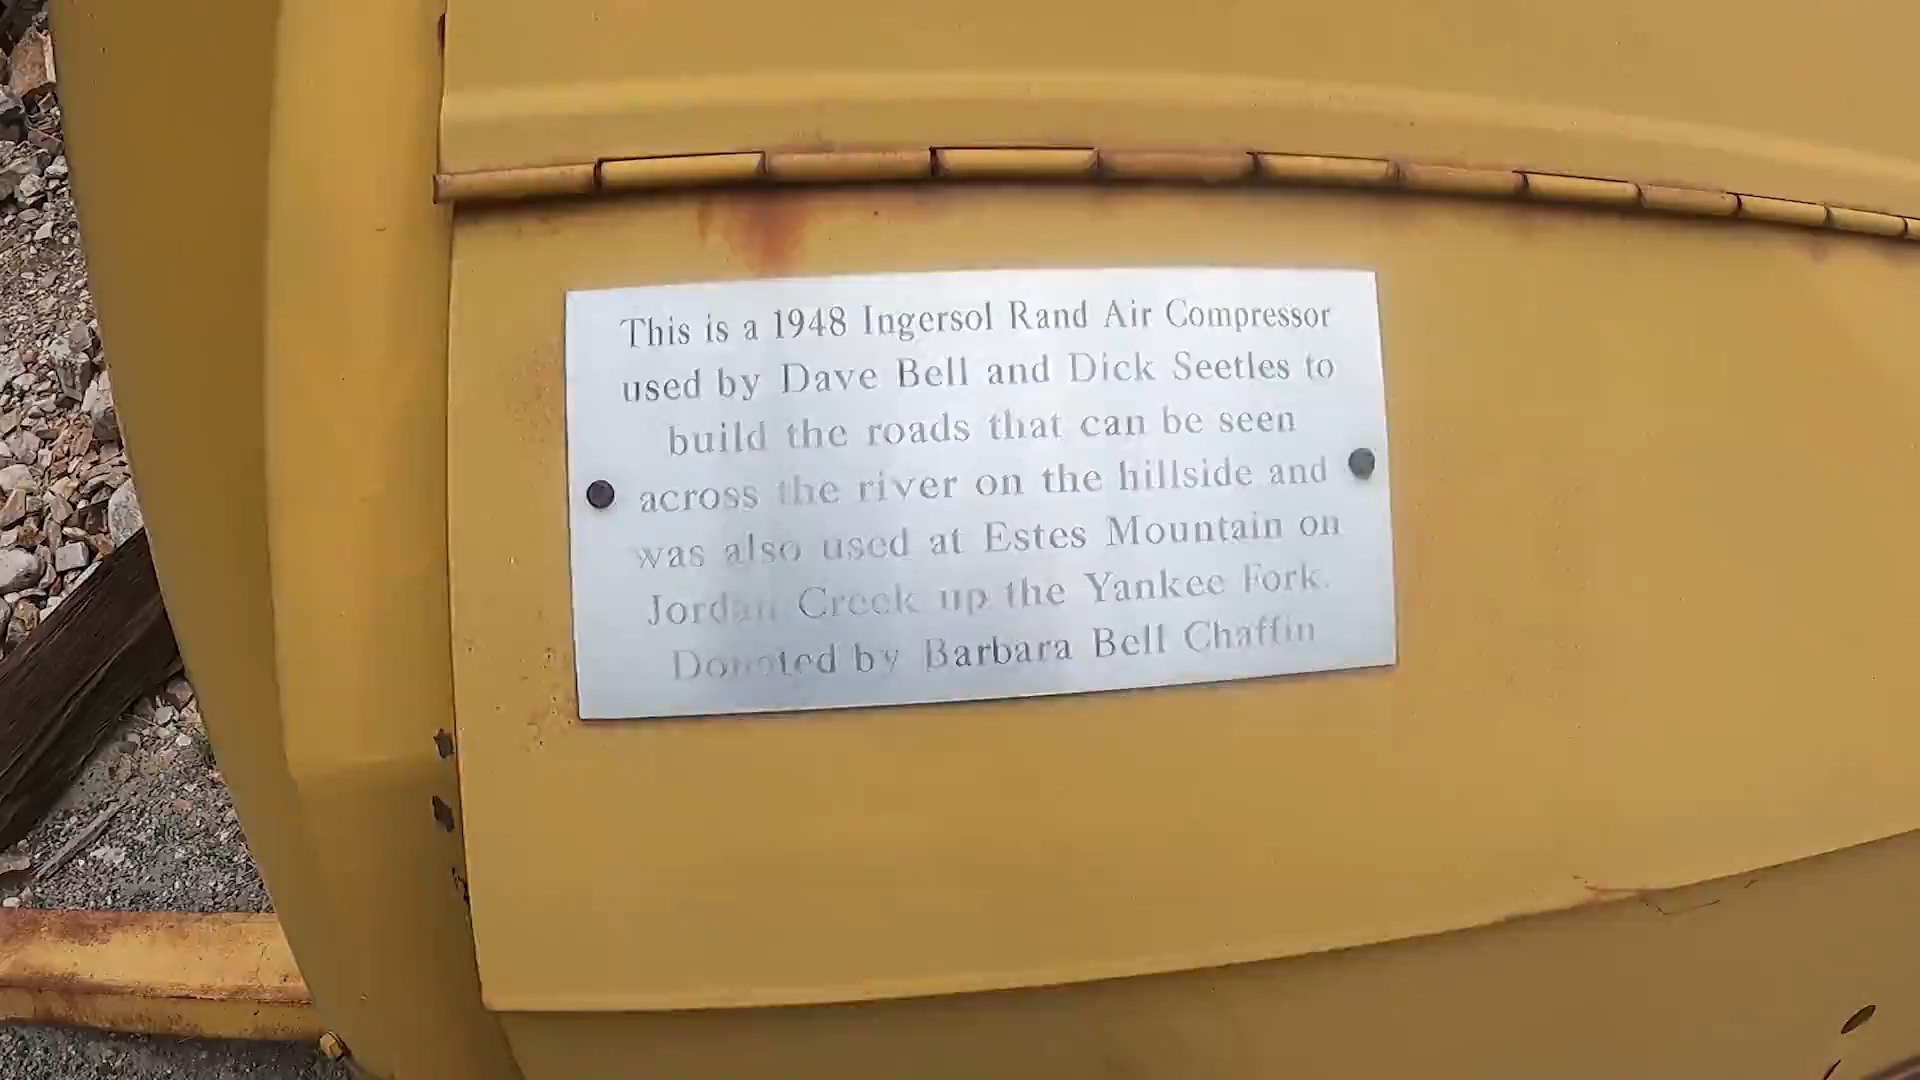 This is a 1948 Ingersol Rand Air Compressor
used by Dave Bell and Dick Seetles to
build the roads that can be seen
across the river on the hillside and
was also used at Estes Mountain on
Jordan Creek up the Yankee Fork.
Donated by Barbara Bell Chaffin